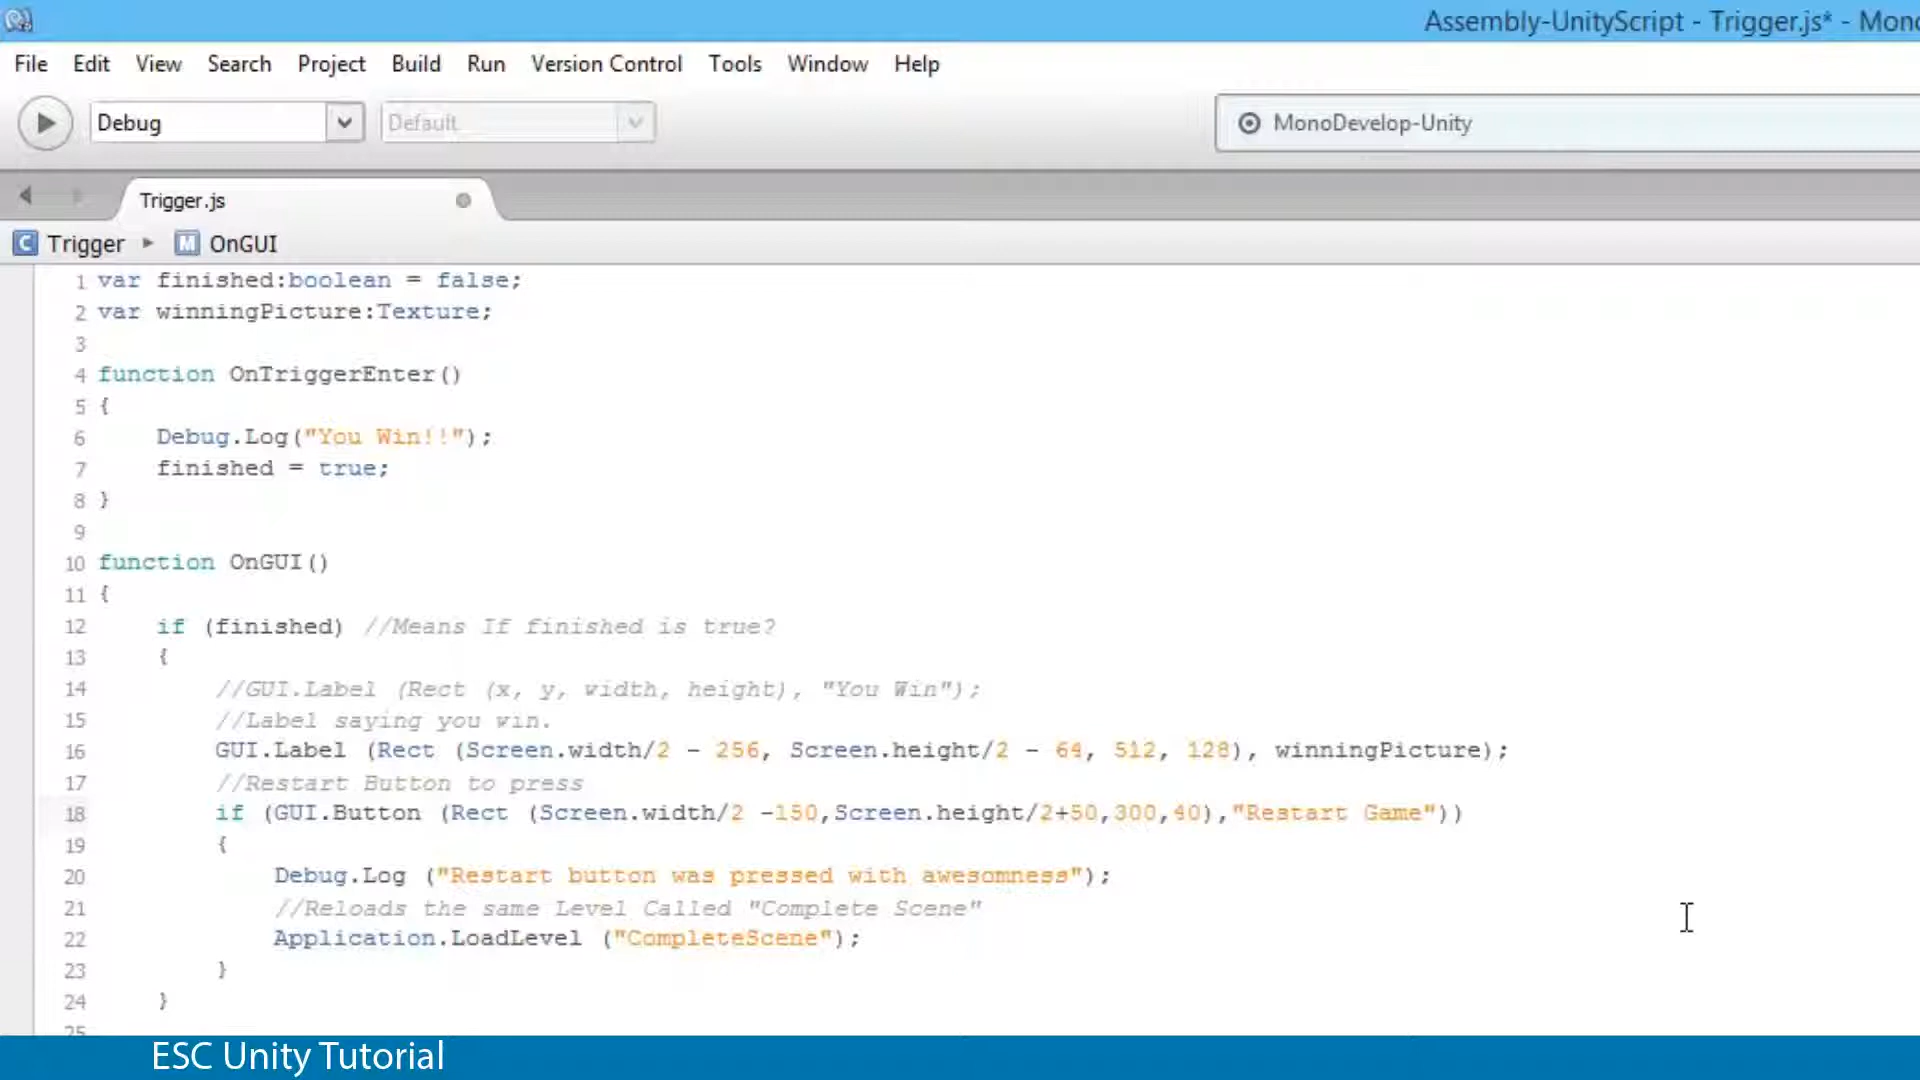 Assembly-UnityScript - Trigger.js* - Mono
File Edit View Search Project Build Run Version Control Tools Window Help
Debug Default MonoDevelop-Unity
Trigger.js
C Trigger M OnGUI
1 var finished:boolean = false;
2 var winningPicture:Texture;
3
4 function OnTriggerEnter()
5 {
6 Debug.Log("You Win!!");
7 finished = true;
8 }
9
10 function OnGUI()
11 {
12 if (finished) //Means If finished is true?
13 {
14 //GUI.Label (Rect (x, y, width, height), "You Win");
15 //Label saying you win.
16 GUI.Label (Rect (Screen.width/2 - 256, Screen.height/2 - 64, 512, 128), winningPicture);
17 //Restart Button to press
18 if (GUI.Button (Rect (Screen.width/2 -150,Screen.height/2+50,300,40),"Restart Game"))
19 {
20 Debug.Log ("Restart button was pressed with awesomness");
21 //Reloads the same Level Called "Complete Scene"
22 Application.LoadLevel ("CompleteScene");
23 }
24 }
25
ESC Unity Tutorial